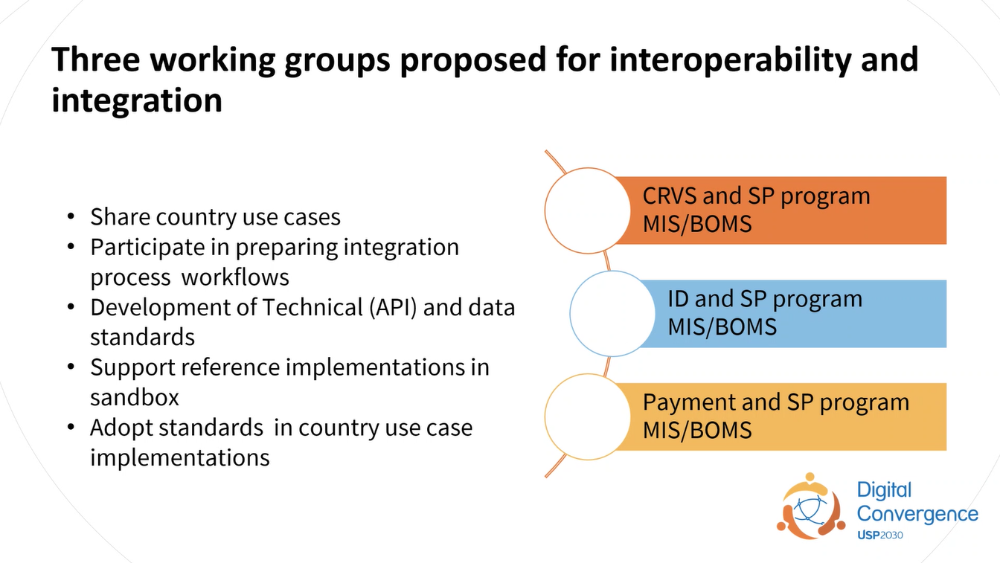 Three working groups proposed for interoperability and
integration
• Share country use cases
• Participate in preparing integration
process  workflows
• Development of Technical (API) and data
standards
• Support reference implementations in
sandbox
• Adopt standards  in country use case
implementations
CRVS and SP program
MIS/BOMS
ID and SP program
MIS/BOMS
Payment and SP program
MIS/BOMS
Digital
Convergence
USP2030